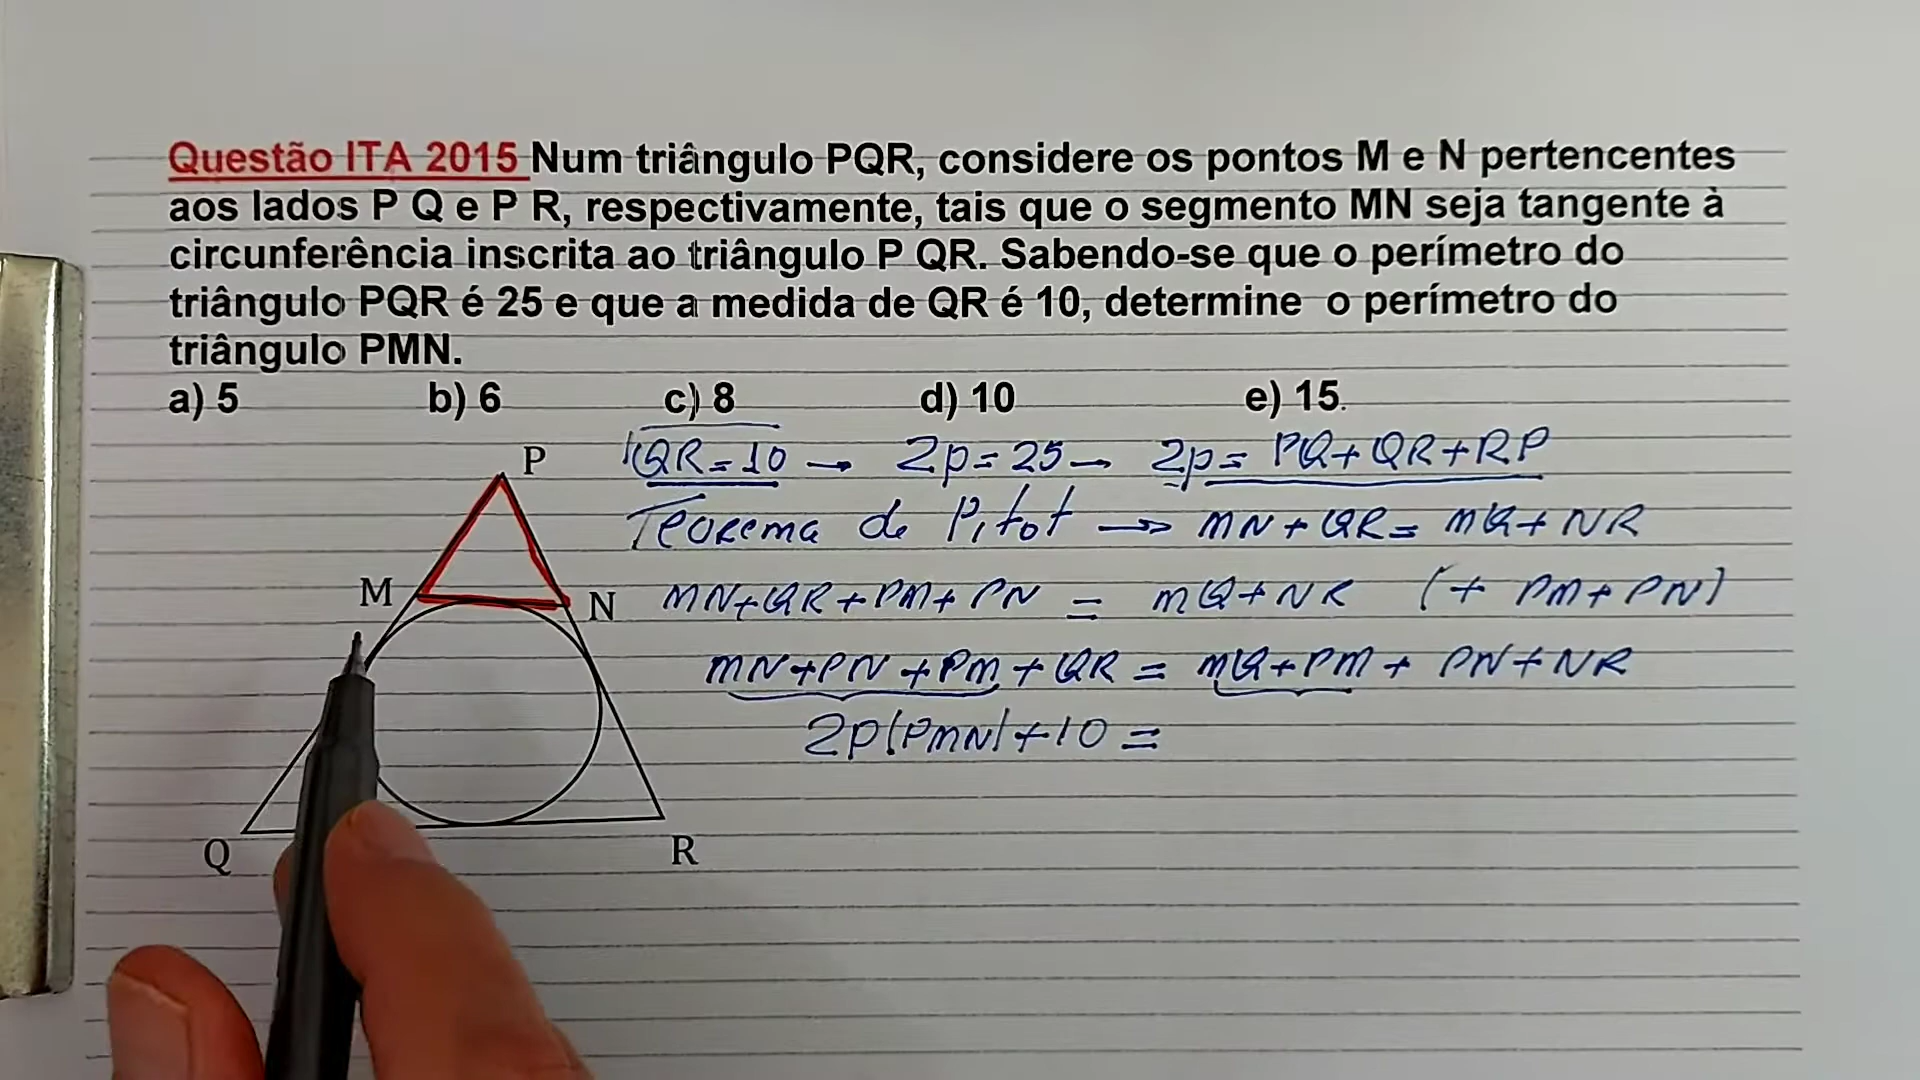 Questão ITA 2015 Num triângulo PQR, considere os pontos M e N pertencentes
aos lados P Q e P R, respectivamente, tais que o segmento MN seja tangente à
circunferência inscrita ao triângulo P QR. Sabendo-se que o perímetro do
triângulo PQR é 25 e que a medida de QR é 10, determine o perímetro do
triângulo PMN.
a) 5 b) 6 c) 8 d) 10 e) 15.
QR = 10 → 2p = 25 → 2p = PQ + QR + RP
Teorema de Pitot → MN + QR = MQ + NR
MN + QR + PM + PN = MQ + NR (+ PM + PN)
MN + PN + PM + QR = MQ + PM + PN + NR
2p(PMN) + 10 =
P
M
N
Q
R